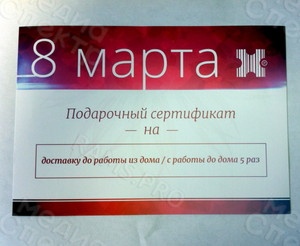 8 марта
Подарочный сертификат
— на —
доставку до работы из дома / с работы до дома 5 раз